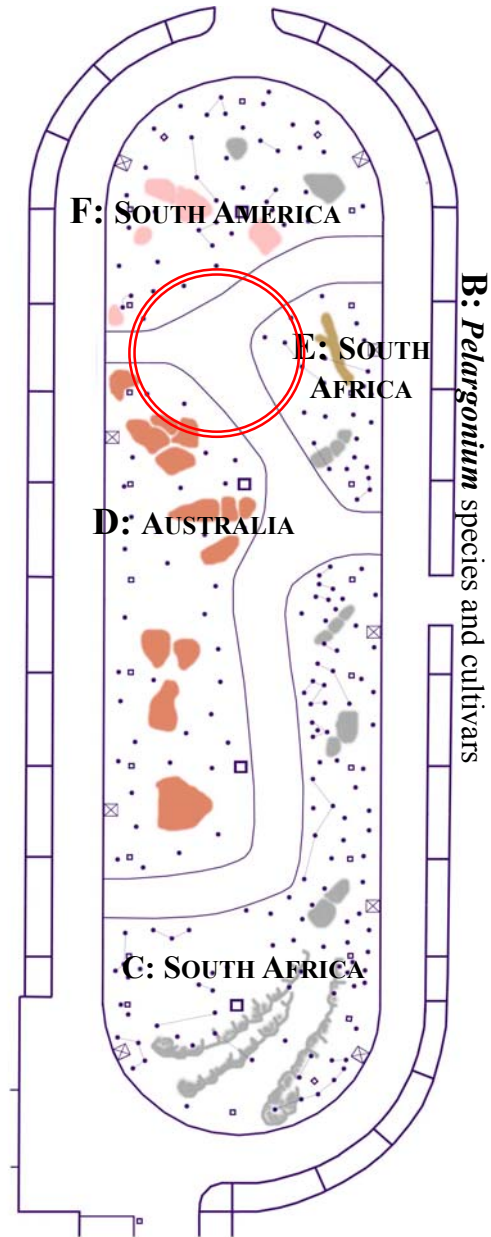 F: SOUTH AMERICA
E: SOUTH
AFRICA
B: Pelargonium species and cultivars
D: AUSTRALIA
C: SOUTH AFRICA